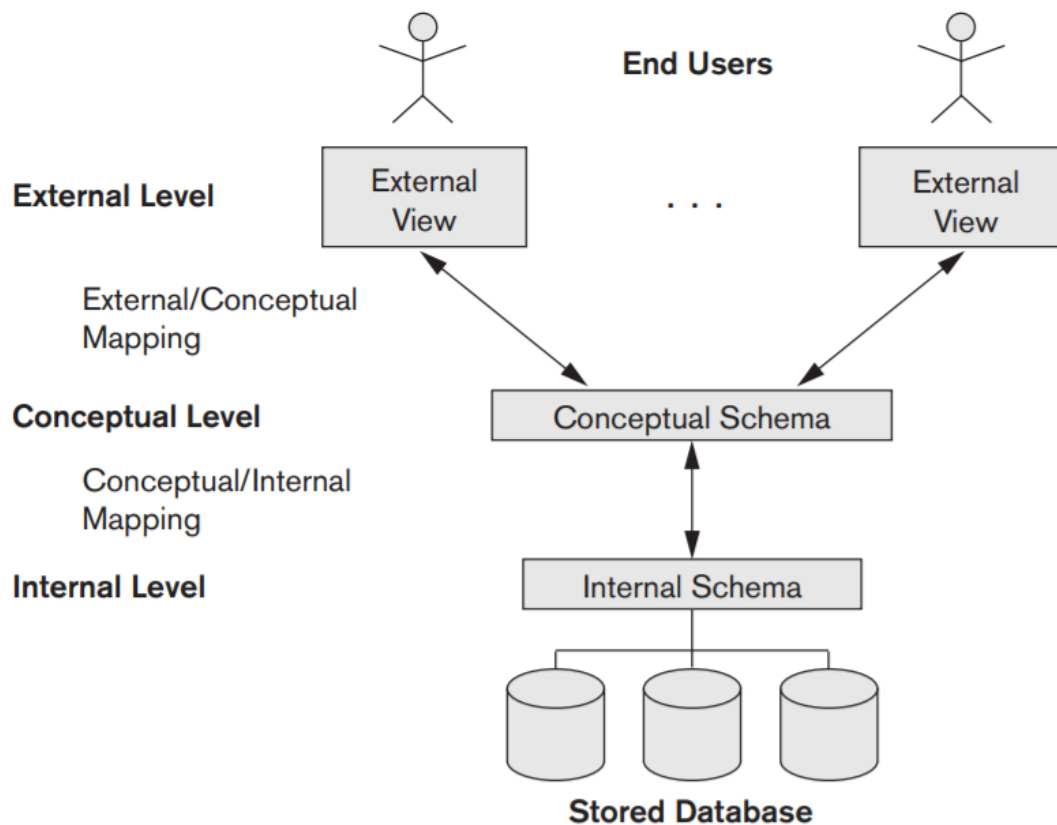 End Users
External Level
External
View
. . .
External
View
External/Conceptual
Mapping
Conceptual Level
Conceptual Schema
Conceptual/Internal
Mapping
Internal Level
Internal Schema
Stored Database